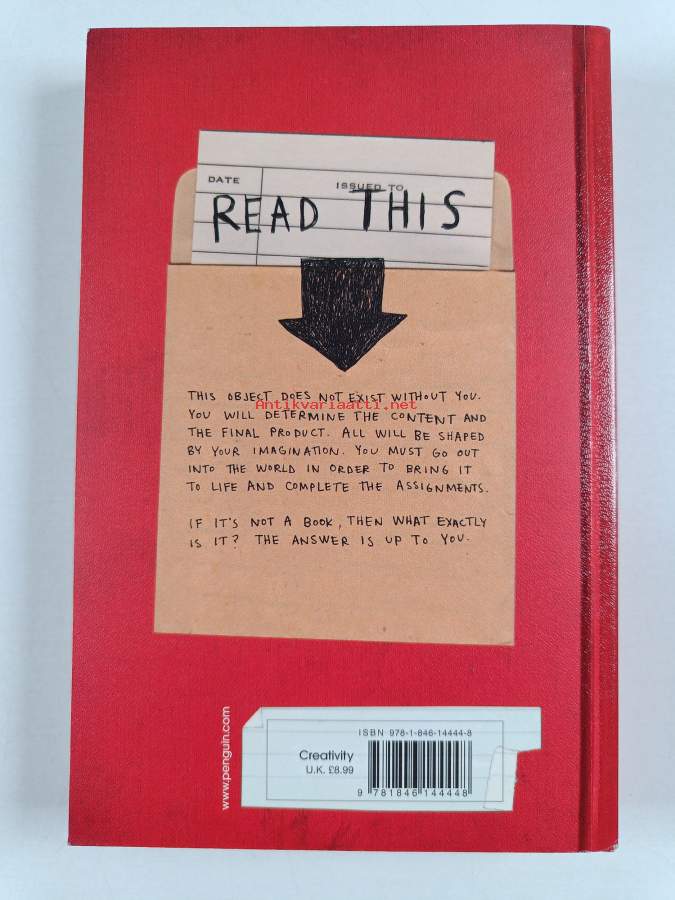 DATE
ISSUED TO
READ THIS
THIS OBJECT DOES NOT EXIST WITHOUT YOU.
Antikvariaatti.net
YOU WILL DETERMINE THE CONTENT AND
THE FINAL PRODUCT. ALL WILL BE SHAPED
BY YOUR IMAGINATION. YOU MUST GO OUT
INTO THE WORLD IN ORDER TO BRING IT
TO LIFE AND COMPLETE THE ASSIGNMENTS.
IF IT'S NOT A BOOK, THEN WHAT EXACTLY
IS IT? THE ANSWER IS UP TO YOU.
www.penguin.com
ISBN 978-1-846-14444-8
Creativity
U.K. £8.99
9 781846 144448